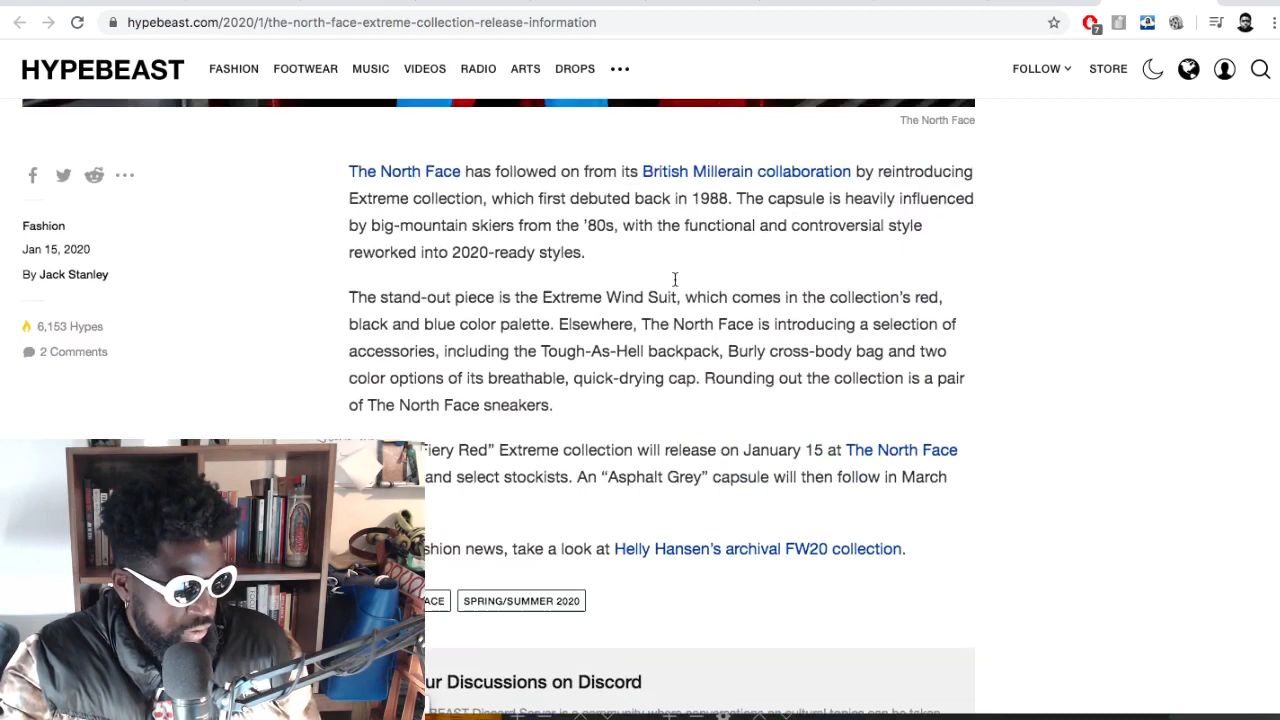 hypebeast.com/2020/1/the-north-face-extreme-collection-release-information
7
HYPEBEAST
FASHION FOOTWEAR MUSIC VIDEOS RADIO ARTS DROPS
FOLLOW STORE
The North Face
Fashion
Jan 15, 2020
By Jack Stanley
6,153 Hypes
2 Comments
The North Face has followed on from its British Millerain collaboration by reintroducing
Extreme collection, which first debuted back in 1988. The capsule is heavily influenced
by big-mountain skiers from the ’80s, with the functional and controversial style
reworked into 2020-ready styles.
The stand-out piece is the Extreme Wind Suit, which comes in the collection’s red,
black and blue color palette. Elsewhere, The North Face is introducing a selection of
accessories, including the Tough-As-Hell backpack, Burly cross-body bag and two
color options of its breathable, quick-drying cap. Rounding out the collection is a pair
of The North Face sneakers.
Fiery Red” Extreme collection will release on January 15 at The North Face
and select stockists. An “Asphalt Grey” capsule will then follow in March
shion news, take a look at Helly Hansen’s archival FW20 collection.
ACE SPRING/SUMMER 2020
ur Discussions on Discord